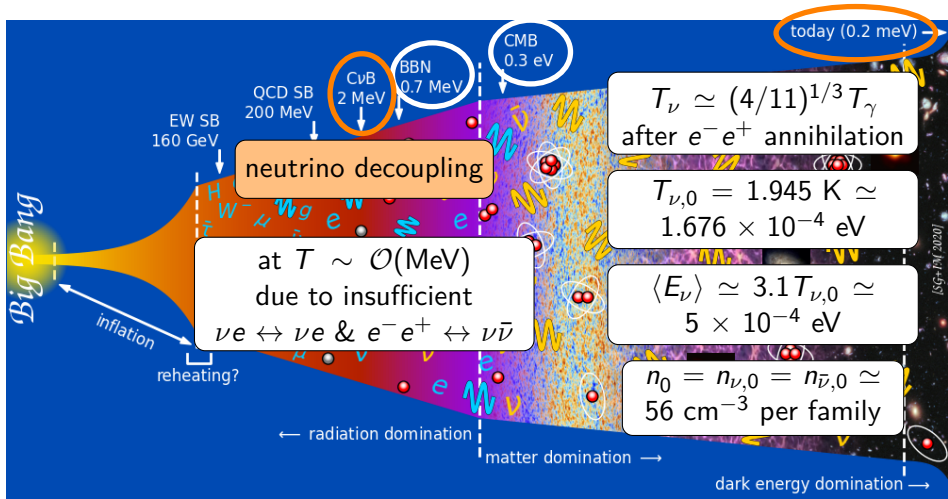 today (0.2 meV)
CMB
0.3 eV
BBN
0.7 MeV
CνB
2 MeV
QCD SB
200 MeV
EW SB
160 GeV
T_ν ≃ (4/11)^{1/3} T_γ
after e⁻e⁺ annihilation
neutrino decoupling
T_{ν,0} = 1.945 K ≃
1.676 × 10⁻⁴ eV
at T ∼ O(MeV)
due to insufficient
νe ↔ νe & e⁻e⁺ ↔ νν̄
⟨E_ν⟩ ≃ 3.1 T_{ν,0} ≃
5 × 10⁻⁴ eV
n₀ = n_{ν,0} = n_{ν̄,0} ≃
56 cm⁻³ per family
Big Bang
inflation
reheating?
H
W⁻
μ
g
e
e
ν̄
e
ν
← radiation domination
matter domination →
dark energy domination →